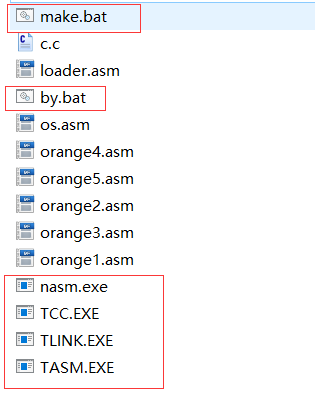 make.bat
c.c
loader.asm
by.bat
os.asm
orange4.asm
orange5.asm
orange2.asm
orange3.asm
orange1.asm
nasm.exe
TCC.EXE
TLINK.EXE
TASM.EXE